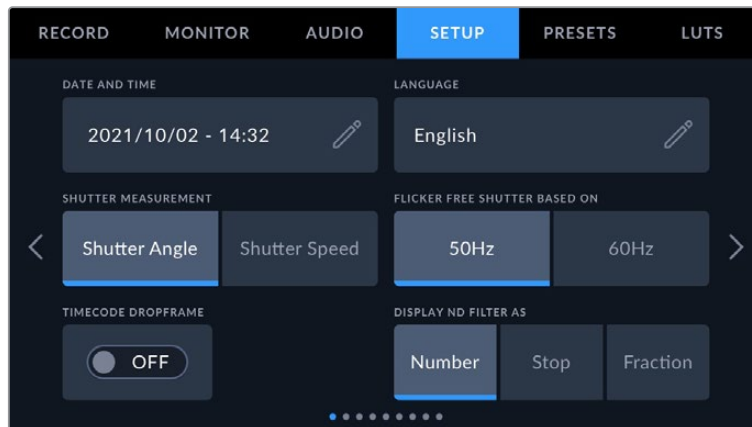 RECORD MONITOR AUDIO SETUP PRESETS LUTS
DATE AND TIME LANGUAGE
2021/10/02 - 14:32 English
SHUTTER MEASUREMENT FLICKER FREE SHUTTER BASED ON
Shutter Angle Shutter Speed 50Hz 60Hz
TIMECODE DROPFRAME DISPLAY ND FILTER AS
OFF Number Stop Fraction